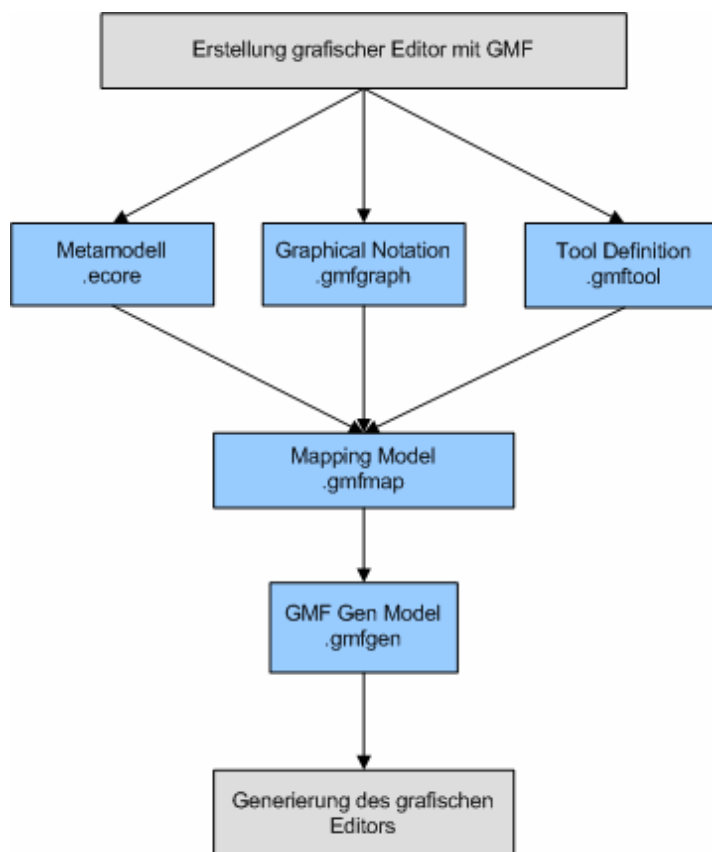 Erstellung grafischer Editor mit GMF
Metamodell
.ecore
Graphical Notation
.gmfgraph
Tool Definition
.gmftool
Mapping Model
.gmfmap
GMF Gen Model
.gmfgen
Generierung des grafischen
Editors